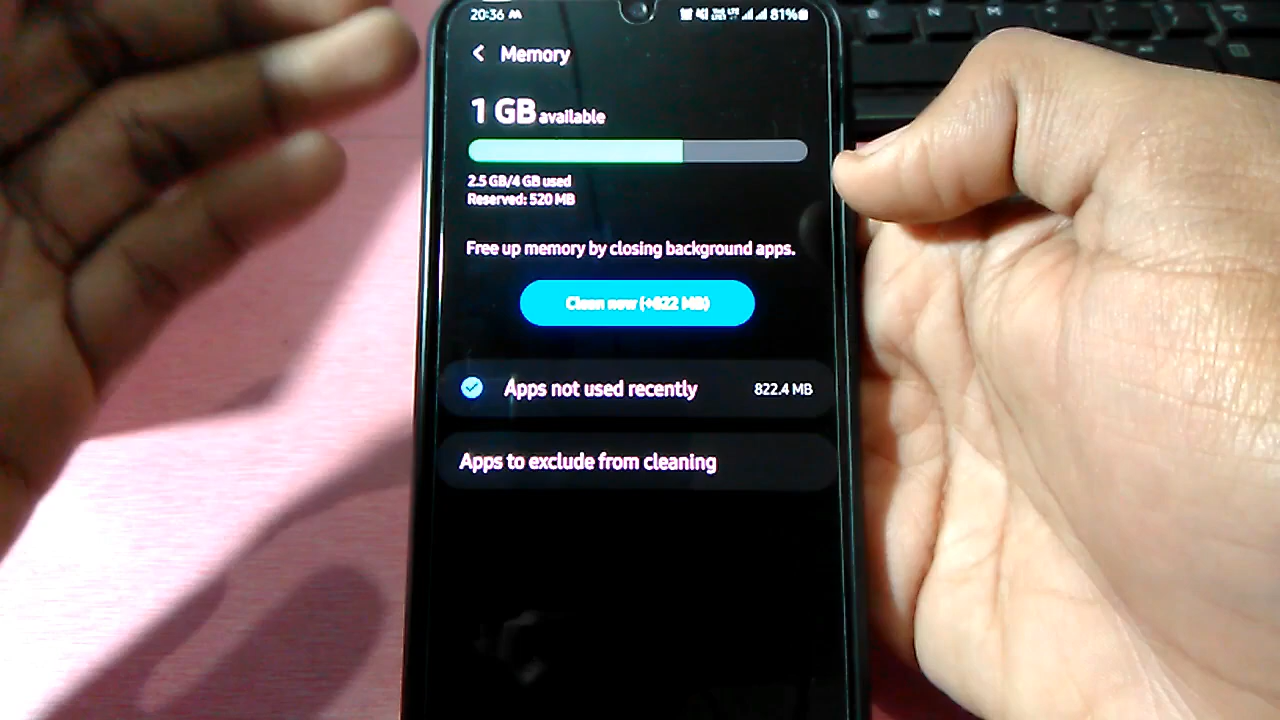 20:36 81%
Memory
1 GB available
2.5 GB/4 GB used
Reserved: 520 MB
Free up memory by closing background apps.
Clean now (+822 MB)
Apps not used recently 822.4 MB
Apps to exclude from cleaning